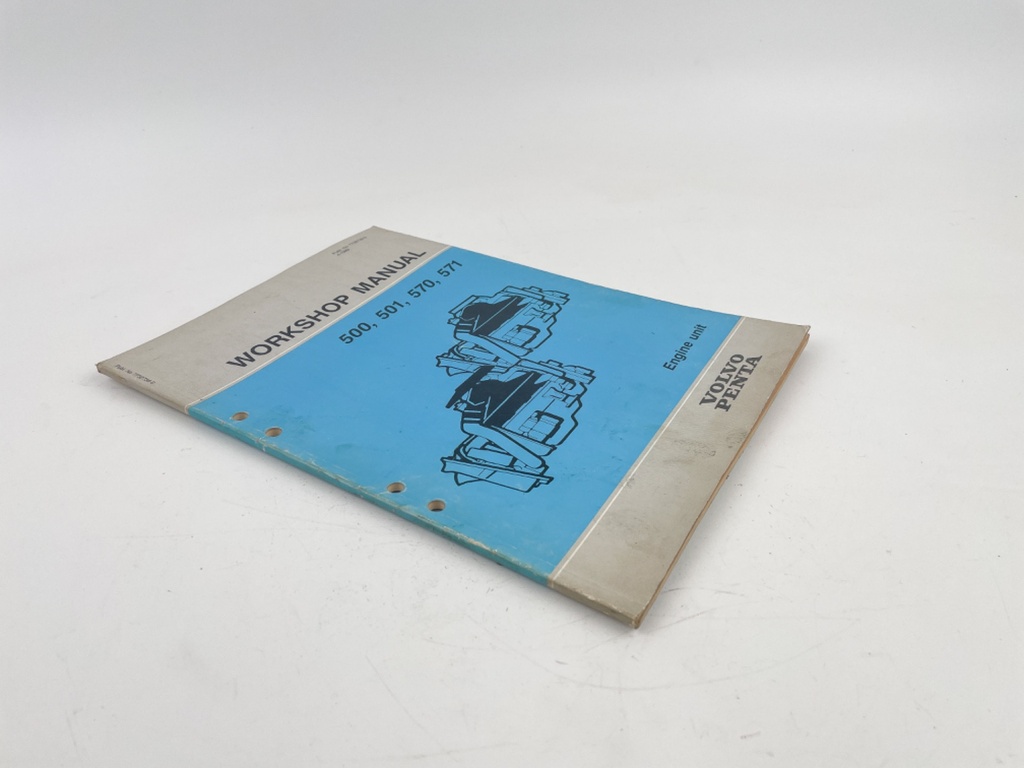 WORKSHOP MANUAL
500, 501, 570, 571
Engine unit
VOLVO
PENTA